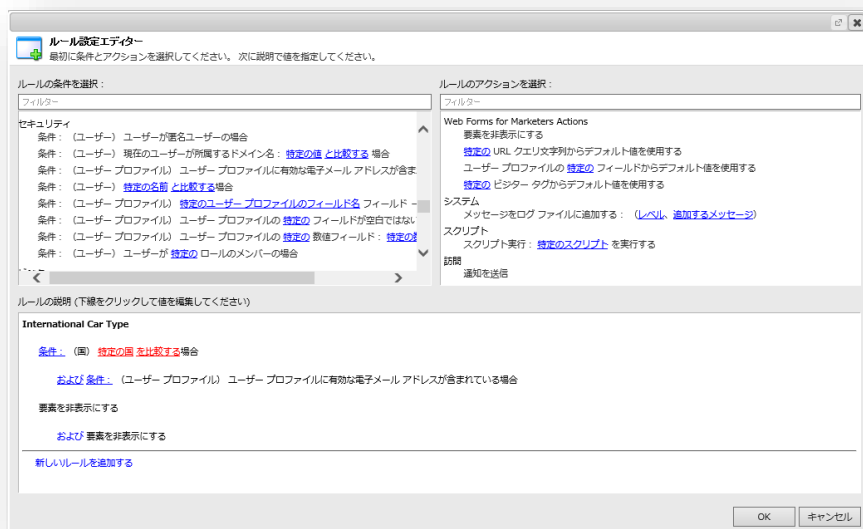 ルール設定エディター
最初に条件とアクションを選択してください。 次に説明で値を指定してください。
ルールの条件を選択：
フィルター
セキュリティ
条件： （ユーザー） ユーザーが匿名ユーザーの場合
条件： （ユーザー） 現在のユーザーが所属するドメイン名： 特定の値 と比較する 場合
条件： （ユーザー プロファイル） ユーザー プロファイルに有効な電子メール アドレスが含ま
条件： （ユーザー） 特定の名前 と比較する場合
条件： （ユーザー プロファイル） 特定のユーザー プロファイルのフィールド名 フィールド
条件： （ユーザー プロファイル） ユーザー プロファイルの 特定の フィールドが空白ではない
条件： （ユーザー プロファイル） ユーザー プロファイルの 特定の 数値フィールド： 特定の
条件： （ユーザー） ユーザーが 特定の ロールのメンバーの場合
ルールのアクションを選択：
フィルター
Web Forms for Marketers Actions
要素を非表示にする
特定の URL クエリ文字列からデフォルト値を使用する
ユーザー プロファイルの 特定の フィールドからデフォルト値を使用する
特定の ビジター タグからデフォルト値を使用する
システム
メッセージをログ ファイルに追加する： （レベル、追加するメッセージ）
スクリプト
スクリプト実行： 特定のスクリプト を実行する
訪問
通知を送信
ルールの説明 (下線をクリックして値を編集してください)
International Car Type
条件： （国） 特定の国 を比較する場合
および 条件： （ユーザー プロファイル） ユーザー プロファイルに有効な電子メール アドレスが含まれている場合
要素を非表示にする
および 要素を非表示にする
新しいルールを追加する
OK キャンセル